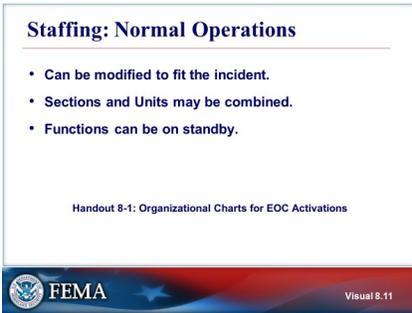 Staffing: Normal Operations
• Can be modified to fit the incident.
• Sections and Units may be combined.
• Functions can be on standby.
Handout 8-1: Organizational Charts for EOC Activations
FEMA
Visual 8.11